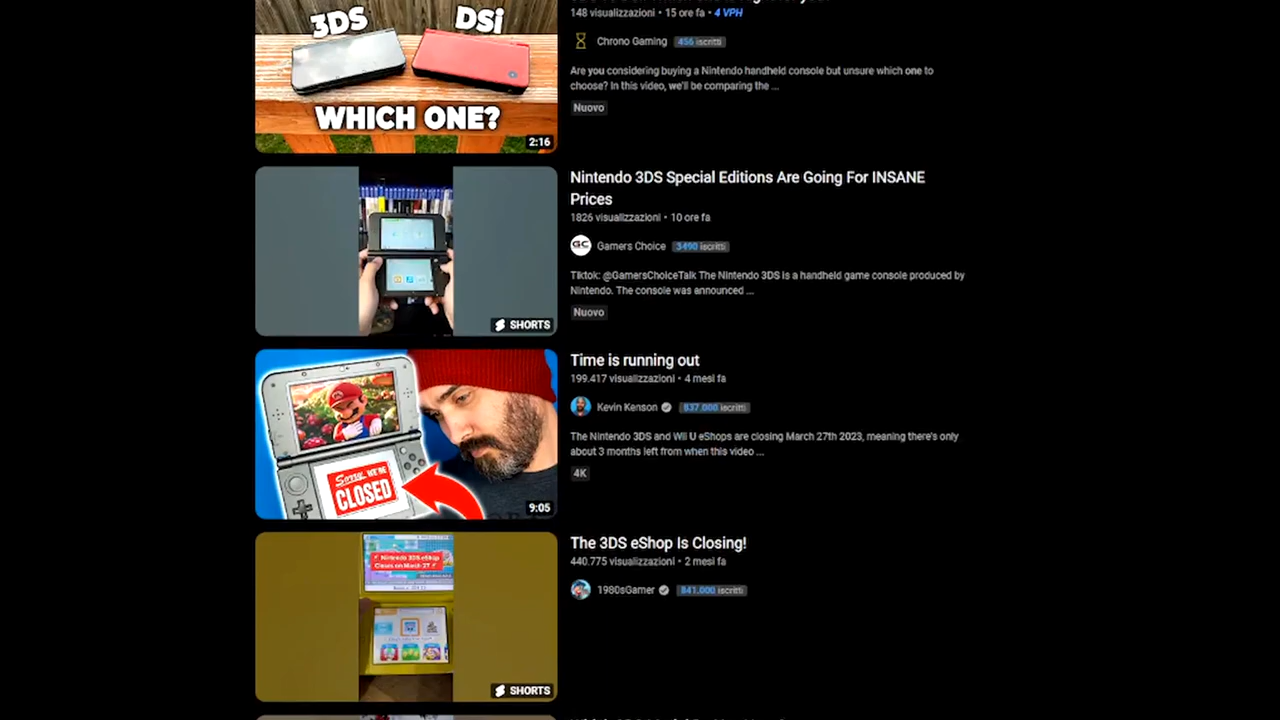 3DS DSi
WHICH ONE?
2:16
148 visualizzazioni • 15 ore fa • 4 VPH
Chrono Gaming 456 iscritti
Are you considering buying a Nintendo handheld console but unsure which one to
choose? In this video, we'll be comparing the ...
Nuovo
SHORTS
Nintendo 3DS Special Editions Are Going For INSANE
Prices
1826 visualizzazioni • 10 ore fa
GC Gamers Choice 3490 iscritti
Tiktok: @GamersChoiceTalk The Nintendo 3DS is a handheld game console produced by
Nintendo. The console was announced ...
Nuovo
SORRY, WE'RE
CLOSED
9:05
Time is running out
199.417 visualizzazioni • 4 mesi fa
Kevin Kenson 837.000 iscritti
The Nintendo 3DS and Wii U eShops are closing March 27th 2023, meaning there's only
about 3 months left from when this video ...
4K
Nintendo 3DS eShop
Closes on March 27
SHORTS
The 3DS eShop Is Closing!
440.775 visualizzazioni • 2 mesi fa
1980sGamer 841.000 iscritti